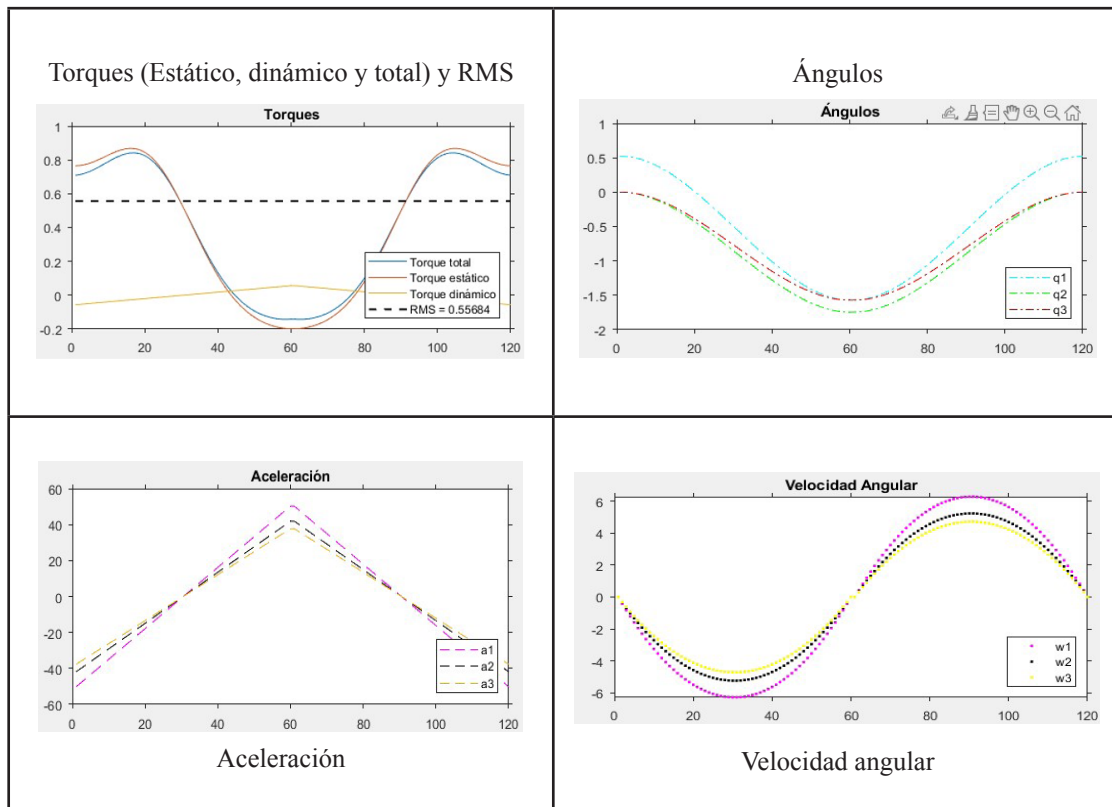 Torques (Estático, dinámico y total) y RMS
Torques
1
0.8
0.6
0.4
0.2
0
-0.2
0 20 40 60 80 100 120
Torque total
Torque estático
Torque dinámico
RMS = 0.55684
Ángulos
Ángulos
1
0.5
0
-0.5
-1
-1.5
-2
0 20 40 60 80 100 120
q1
q2
q3
Aceleración
60
40
20
0
-20
-40
-60
0 20 40 60 80 100 120
a1
a2
a3
Aceleración
Velocidad Angular
6
4
2
0
-2
-4
-6
0 20 40 60 80 100 120
w1
w2
w3
Velocidad angular